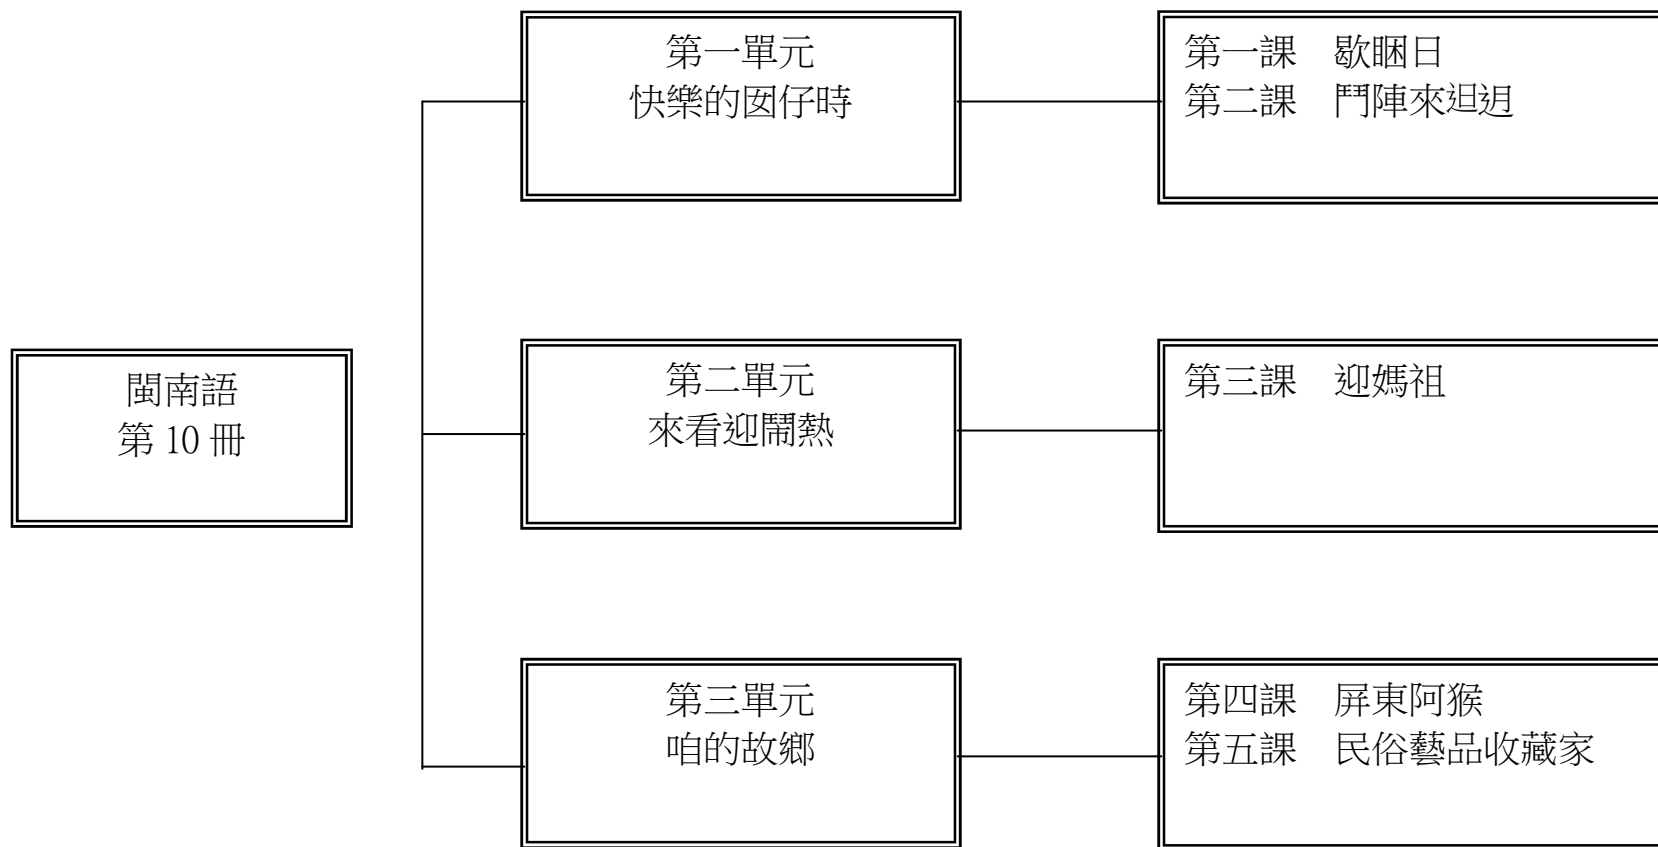 第一單元
快樂的囡仔時
第一課　歇睏日
第二課　鬥陣來𨑨迌
閩南語
第 10 冊
第二單元
來看迎鬧熱
第三課　迎媽祖
第三單元
咱的故鄉
第四課　屏東阿猴
第五課　民俗藝品收藏家